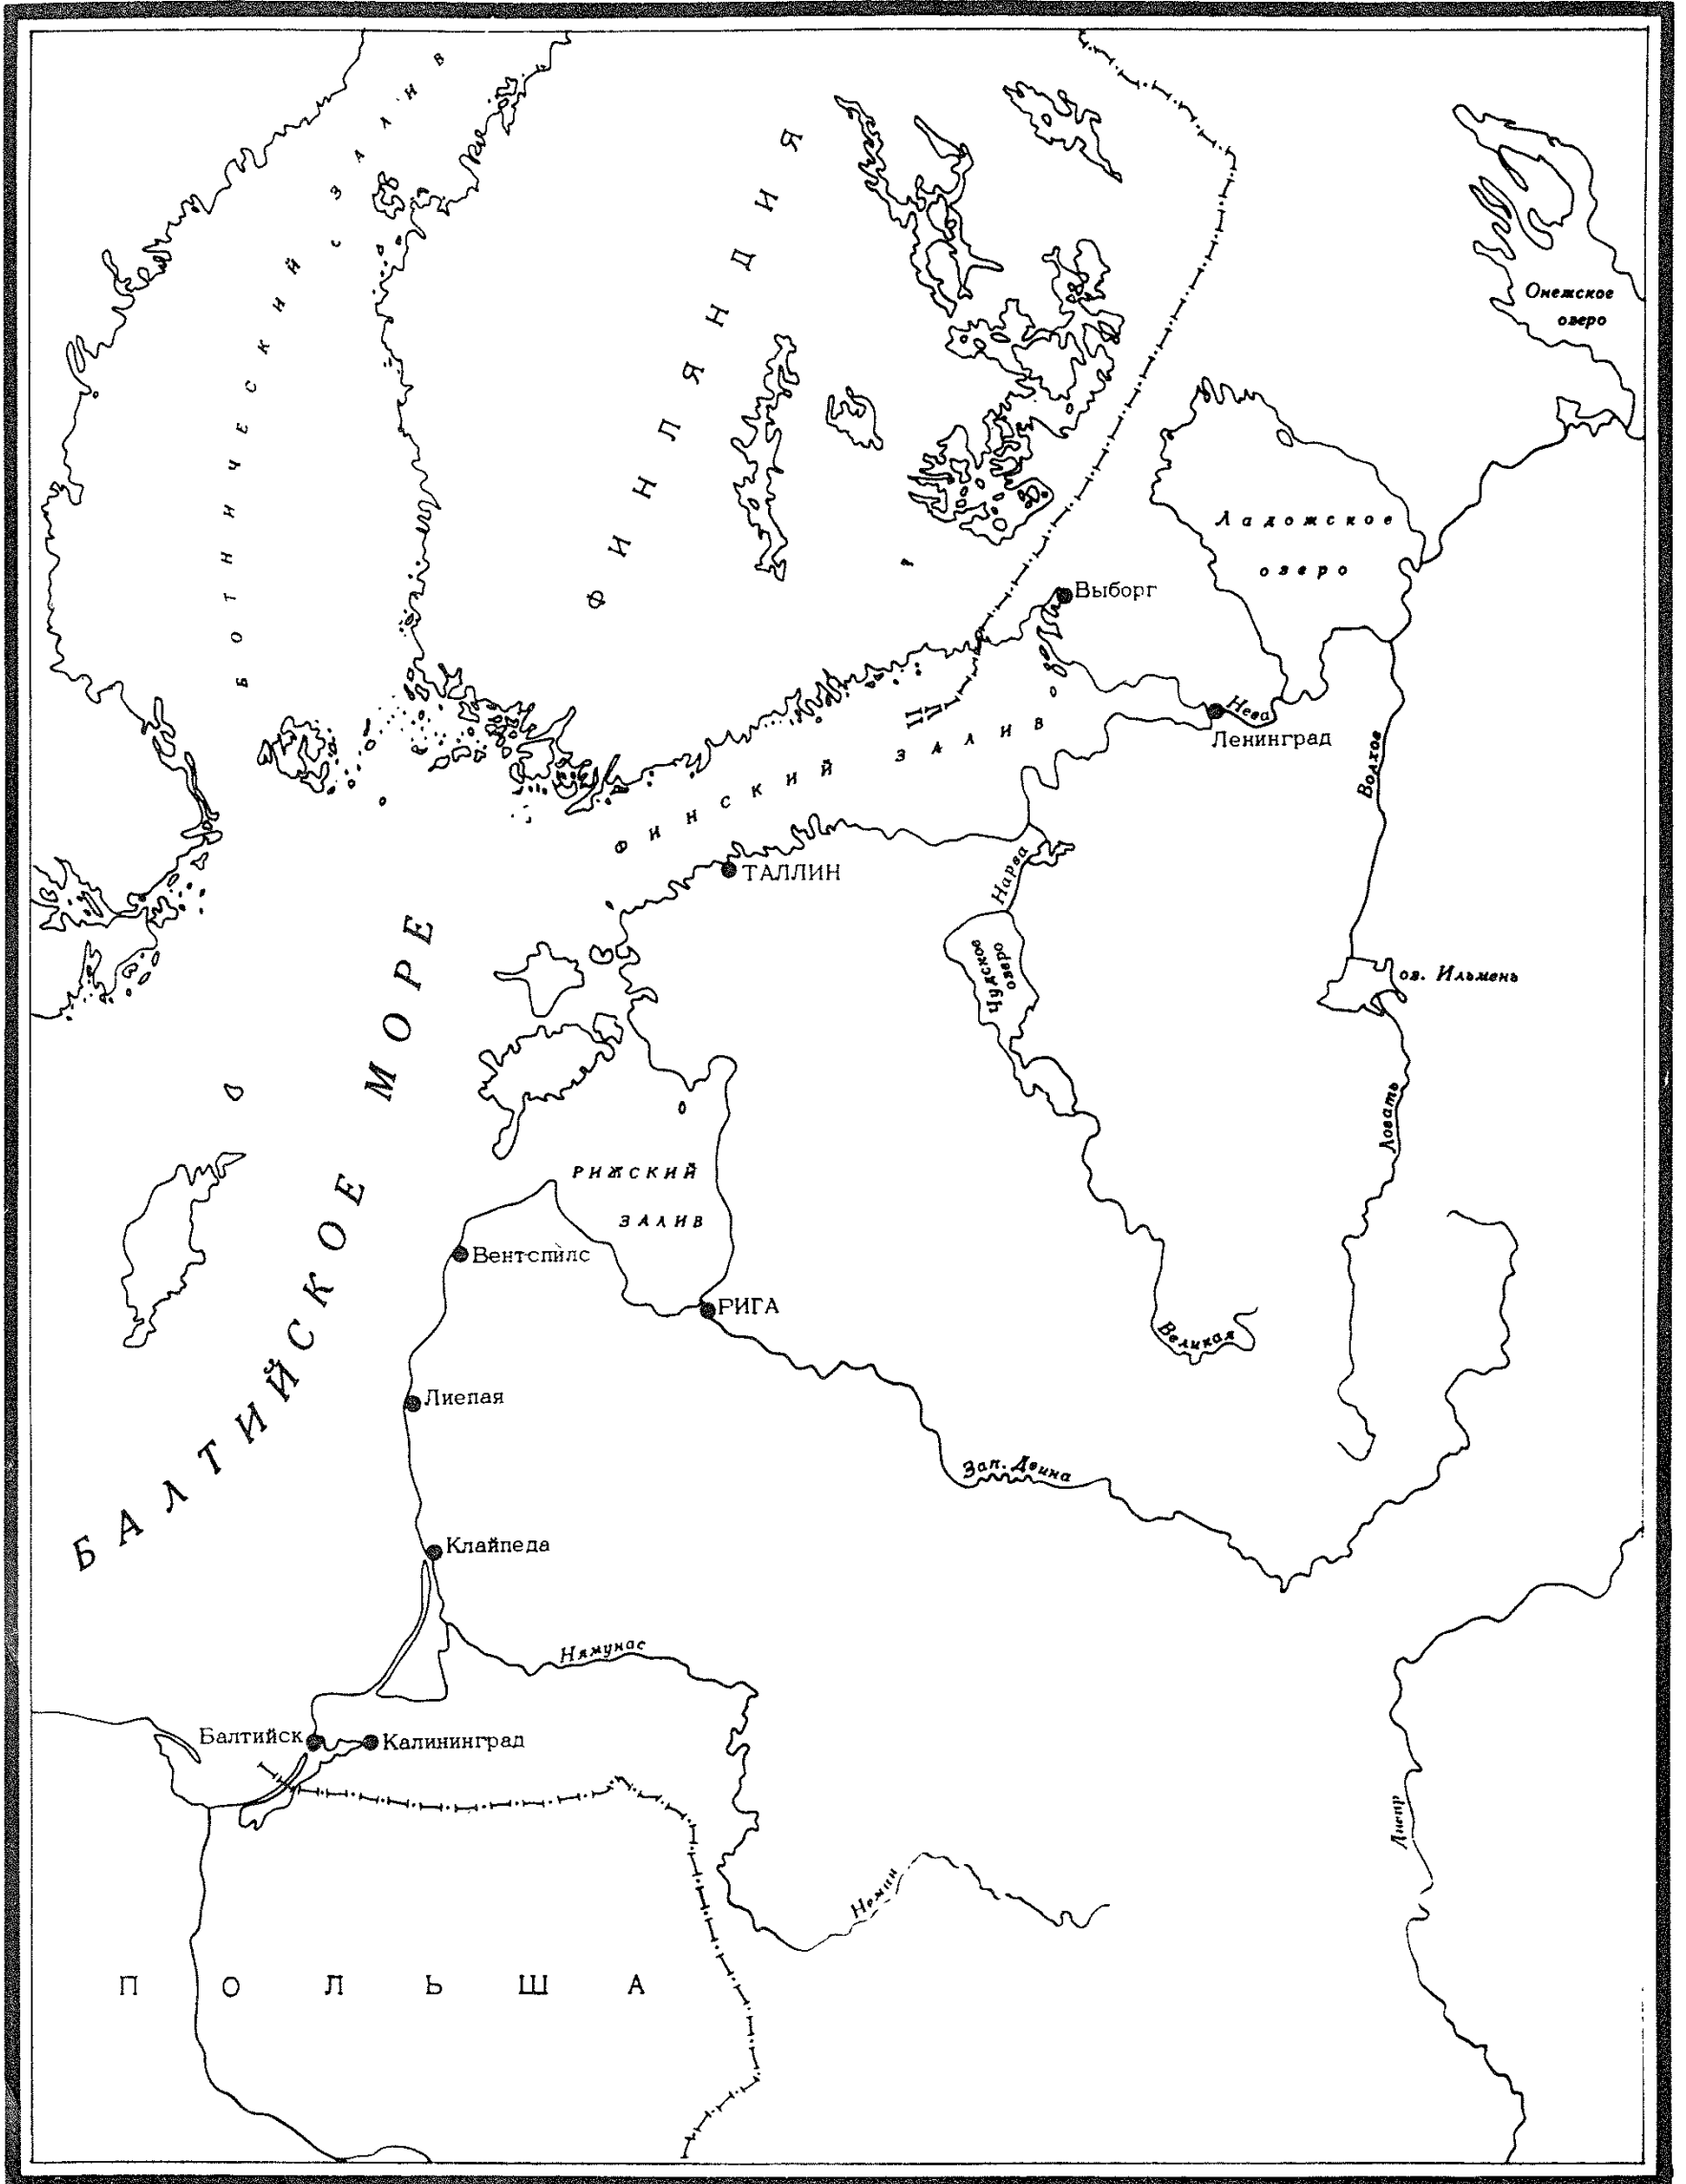 БОТНИЧЕСКИЙ ЗАЛИВ
ФИНЛЯНДИЯ
Онежское
озеро
Ладожское
озеро
Выборг
Нева
Ленинград
ФИНСКИЙ ЗАЛИВ
Волхов
ТАЛЛИН
Нарва
Чудское
озеро
оз. Ильмень
БАЛТИЙСКОЕ МОРЕ
Ловать
РИЖСКИЙ
ЗАЛИВ
Вентспилс
РИГА
Великая
Лиепая
Зап. Двина
Клайпеда
Нямунас
Балтийск
Калининград
Днепр
Неман
ПОЛЬША